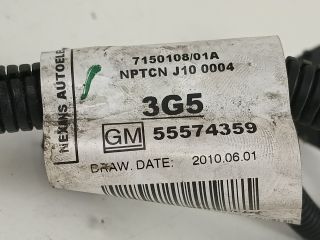 NEXANS AUTOELE
7150108/01A
NPTCN J10 0004
3G5
GM 55574359
DRAW. DATE: 2010.06.01